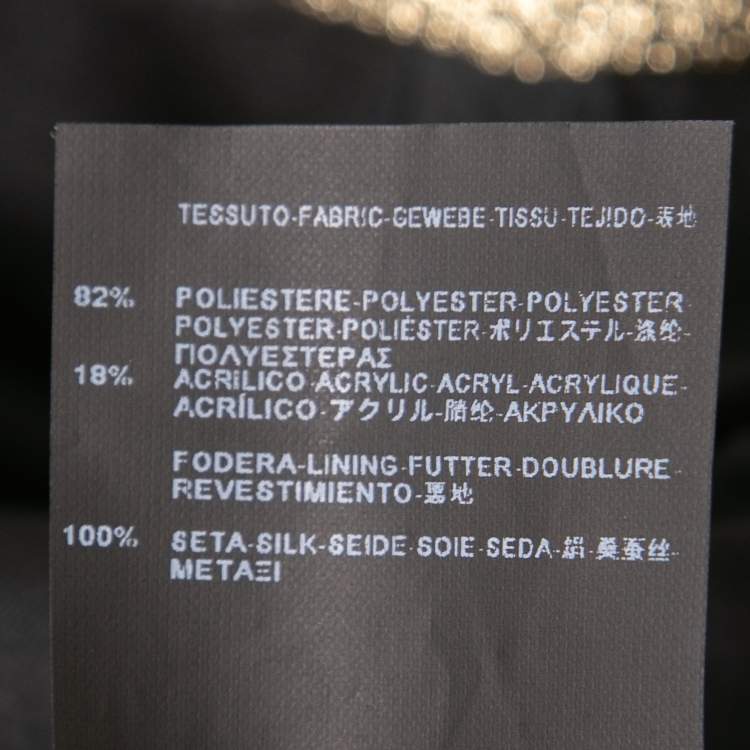 TESSUTO-FABRIC-GEWEBE-TISSU-TEJIDO-表地
82% POLIESTERE-POLYESTER-POLYESTER
POLYESTER-POLIÉSTER-ポリエステル-涤纶-
ΠΟΛΥΕΣΤΕΡΑΣ
18% ACRILICO-ACRYLIC-ACRYL-ACRYLIQUE-
ACRÍLICO-アクリル-腈纶-ΑΚΡΥΛΙΚΟ
FODERA-LINING-FUTTER-DOUBLURE
REVESTIMIENTO-裏地
100% SETA-SILK-SEIDE-SOIE-SEDA-絹-桑蚕丝-
ΜΕΤΑΞΙ